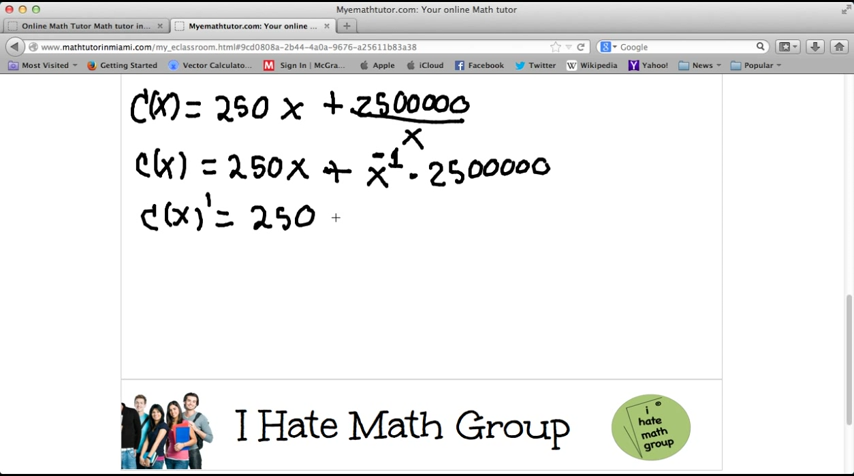 Myemathtutor.com: Your online Math tutor
Online Math Tutor Math tutor in...
Myemathtutor.com: Your online ...
www.mathtutorinmiami.com/my_eclassroom.html#9cd0808a-2b44-4a0a-9676-a25611b83a38
Google
Most Visited
Getting Started
Vector Calculato...
Sign In | McGra...
Apple
iCloud
Facebook
Twitter
Wikipedia
Yahoo!
News
Popular
C(x) = 250 x + 2500000/x
C(x) = 250x + x⁻¹ · 2500000
C(x)' = 250
I Hate Math Group
i
hate
math
group